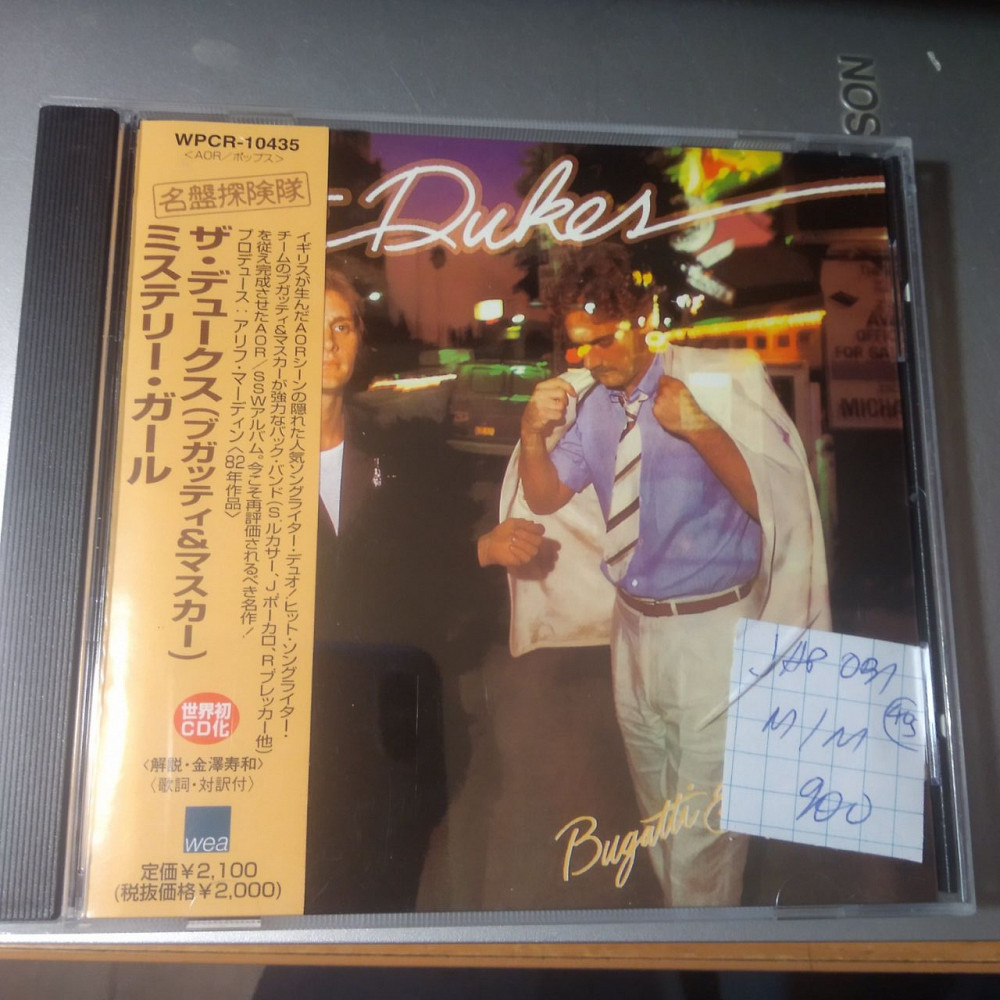 WPCR-10435
<AOR/ポップス>
名盤探険隊
イギリスが生んだAORシーンの隠れた人気ソングライター・デュオ!ヒット・ソングライター・
チームのブガッティ&マスカーが強力なバック・バンド(S.ルカサー、J.ポーカロ、R.ブレッカー他)
を従え完成させたAOR/SSWアルバム。今こそ再評価されるべき名作!
プロデュース:アリフ・マーディン<82年作品>
ザ・デュークス(ブガッティ&マスカー)
ミステリー・ガール
世界初
CD化
<解説・金澤寿和>
<歌詞・対訳付>
wea
定価¥2,100
(税抜価格¥2,000)
Dukes
OFFICE
FOR SA
MICHA
Bugatti &
JAP 091
M/M
900
SON